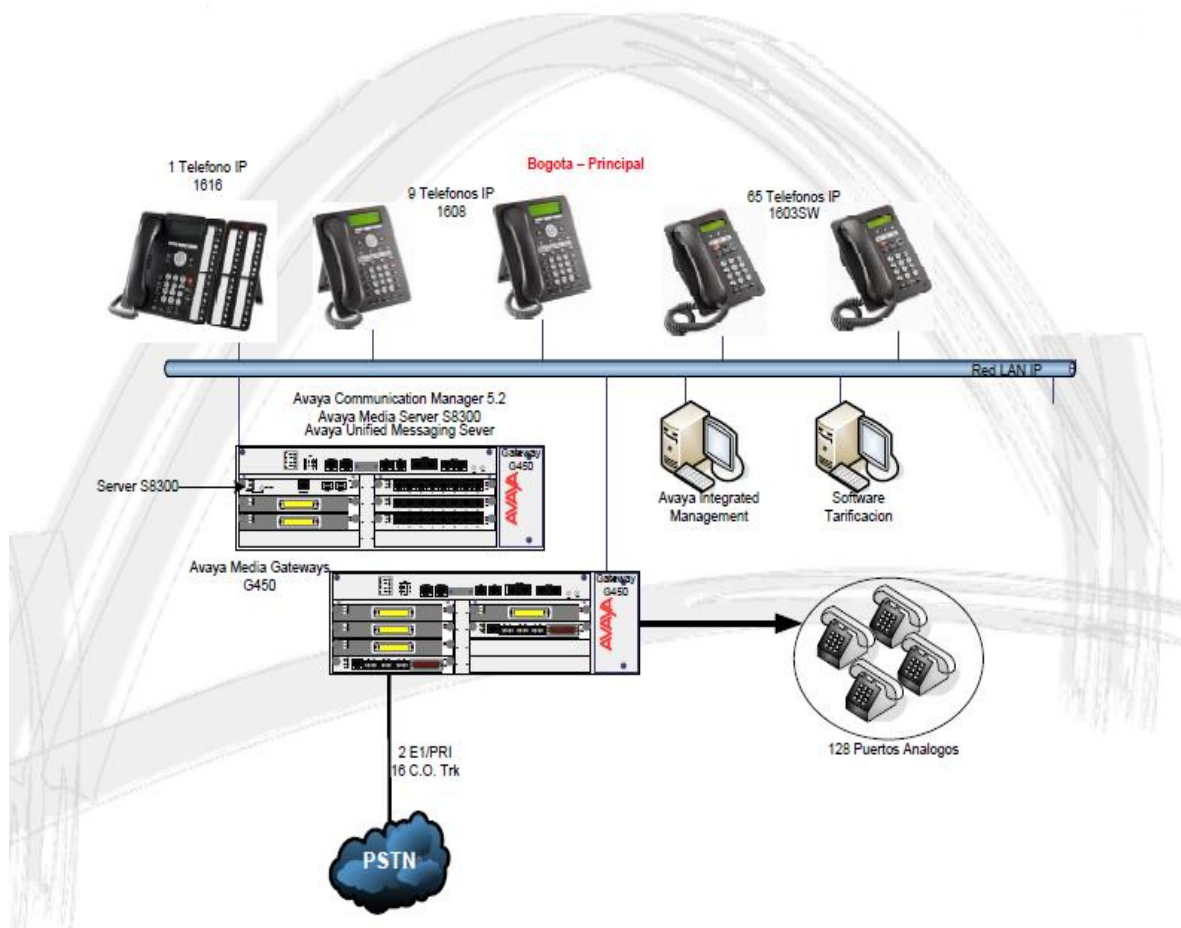 1 Telefono IP
1616
Bogota – Principal
9 Telefonos IP
1608
65 Telefonos IP
1603SW
Red LAN IP
Avaya Communication Manager 5.2
Avaya Media Server S8300
Avaya Unified Messaging Sever
Gateway
G450
AVAYA
Server S8300
Avaya Integrated
Management
Software
Tarificacion
Avaya Media Gateways
G450
Gateway
G450
AVAYA
128 Puertos Analogos
2 E1/PRI
16 C.O. Trk
PSTN